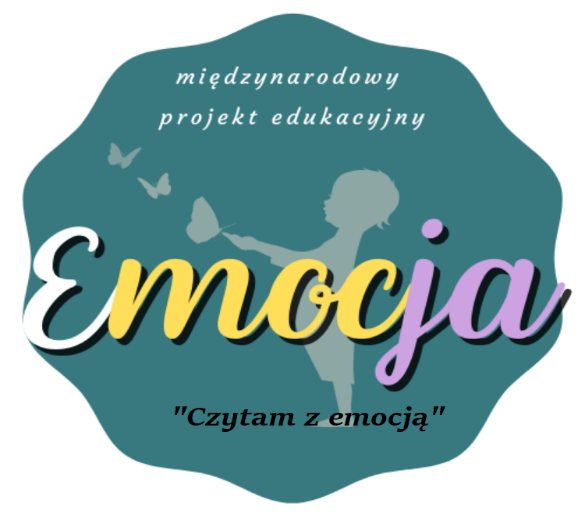 międzynarodowy
projekt edukacyjny
Emocja
"Czytam z emocją"